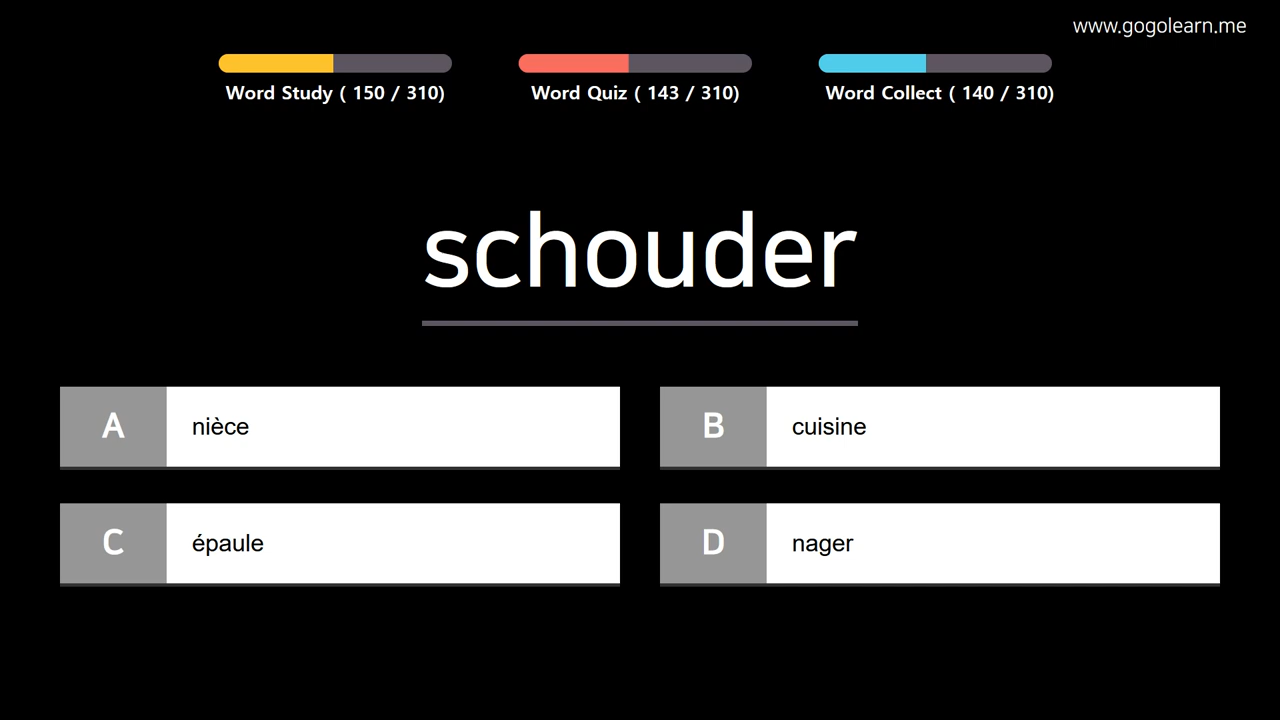 www.gogolearn.me
Word Study ( 150 / 310)
Word Quiz ( 143 / 310)
Word Collect ( 140 / 310)
schouder
A nièce
B cuisine
C épaule
D nager